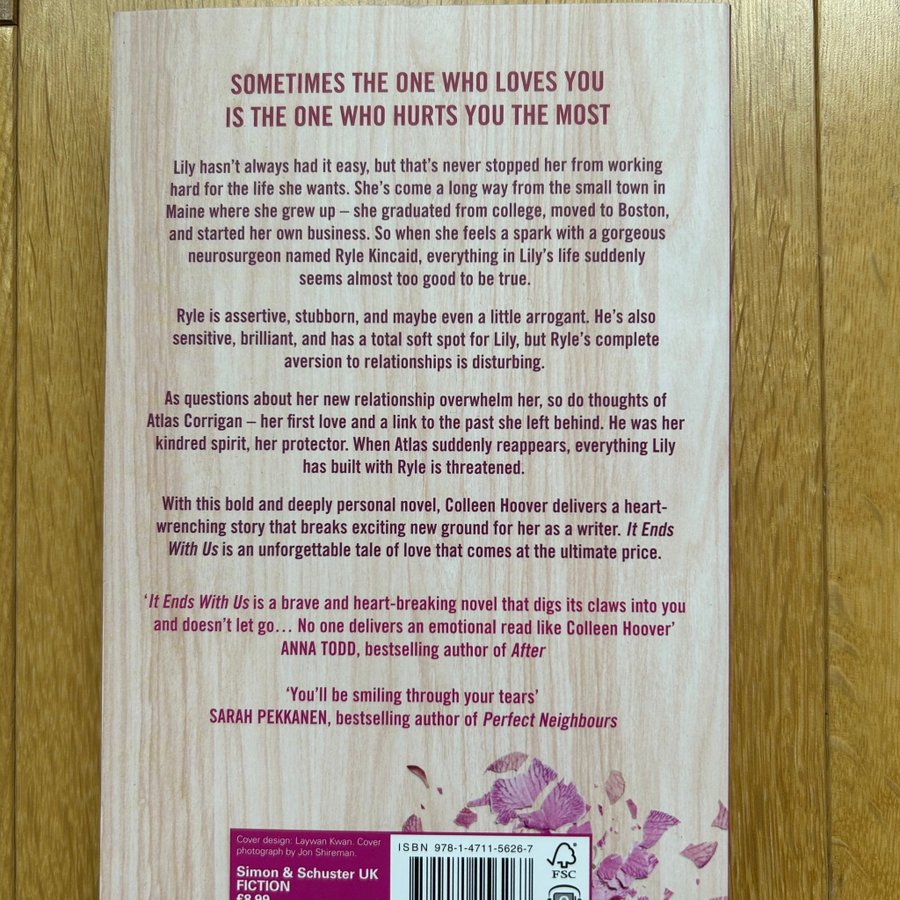 SOMETIMES THE ONE WHO LOVES YOU
IS THE ONE WHO HURTS YOU THE MOST
Lily hasn't always had it easy, but that's never stopped her from working
hard for the life she wants. She's come a long way from the small town in
Maine where she grew up – she graduated from college, moved to Boston,
and started her own business. So when she feels a spark with a gorgeous
neurosurgeon named Ryle Kincaid, everything in Lily's life suddenly
seems almost too good to be true.
Ryle is assertive, stubborn, and maybe even a little arrogant. He's also
sensitive, brilliant, and has a total soft spot for Lily, but Ryle's complete
aversion to relationships is disturbing.
As questions about her new relationship overwhelm her, so do thoughts of
Atlas Corrigan – her first love and a link to the past she left behind. He was her
kindred spirit, her protector. When Atlas suddenly reappears, everything Lily
has built with Ryle is threatened.
With this bold and deeply personal novel, Colleen Hoover delivers a heart-
wrenching story that breaks exciting new ground for her as a writer. It Ends
With Us is an unforgettable tale of love that comes at the ultimate price.
'It Ends With Us is a brave and heart-breaking novel that digs its claws into you
and doesn't let go… No one delivers an emotional read like Colleen Hoover'
ANNA TODD, bestselling author of After
'You'll be smiling through your tears'
SARAH PEKKANEN, bestselling author of Perfect Neighbours
Cover design: Laywan Kwan. Cover
photograph by Jon Shireman.
Simon & Schuster UK
FICTION
£8.99
ISBN 978-1-4711-5626-7
FSC